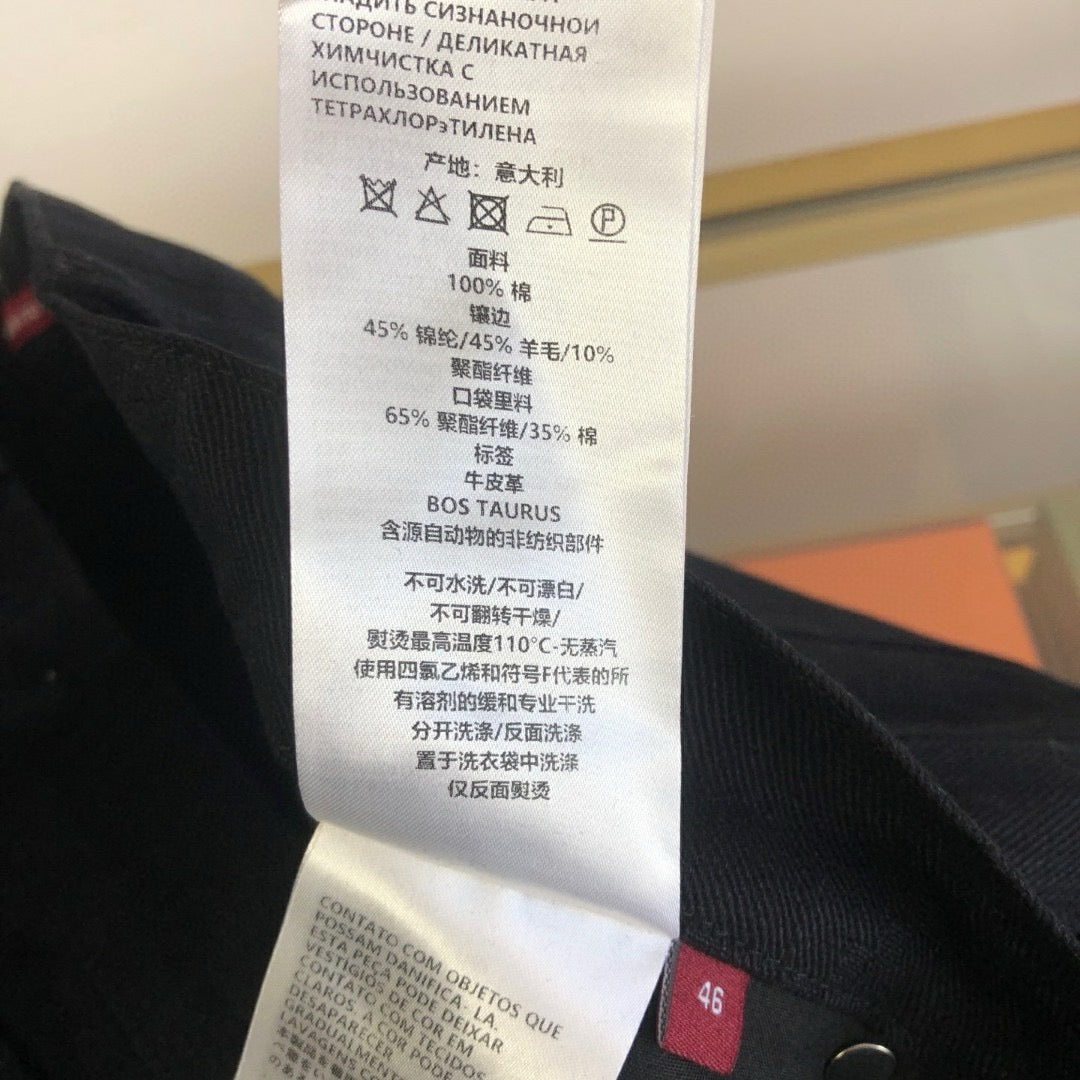 СИЗНАНОЧНОЙ
СТОРОНЕ / ДЕЛИКАТНАЯ
ХИМЧИСТКА С
ИСПОЛЬЗОВАНИЕМ
ТЕТРАХЛОРэТИЛЕНА
产地：意大利
P
面料
100% 棉
镶边
45% 锦纶/45% 羊毛/10%
聚酯纤维
口袋里料
65% 聚酯纤维/35% 棉
标签
牛皮革
BOS TAURUS
含源自动物的非纺织部件
不可水洗/不可漂白/
不可翻转干燥/
熨烫最高温度110°C-无蒸汽
使用四氯乙烯和符号F代表的所
有溶剂的缓和专业干洗
分开洗涤/反面洗涤
置于洗衣袋中洗涤
仅反面熨烫
CONTATO COM OBJETOS QUE
POSSAM DANIFICA. LA.
ESTA PEÇA PODE DEIXAR
VESTIGIOS DE COR EM
CONTATO COM TECIDOS
CLAROS, A COR PODE
DESAPARECER
GRADUALMENTE
LAVAGENS
46